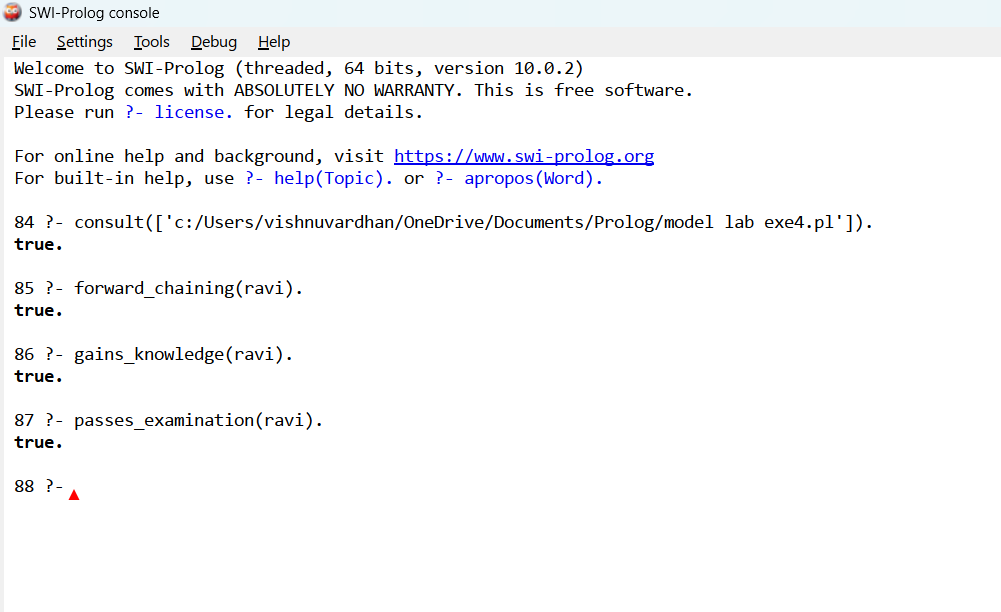 SWI-Prolog console
File Settings Tools Debug Help
Welcome to SWI-Prolog (threaded, 64 bits, version 10.0.2)
SWI-Prolog comes with ABSOLUTELY NO WARRANTY. This is free software.
Please run ?- license. for legal details.
For online help and background, visit https://www.swi-prolog.org
For built-in help, use ?- help(Topic). or ?- apropos(Word).
84 ?- consult(['c:/Users/vishnuvardhan/OneDrive/Documents/Prolog/model lab exe4.pl']).
true.
85 ?- forward_chaining(ravi).
true.
86 ?- gains_knowledge(ravi).
true.
87 ?- passes_examination(ravi).
true.
88 ?-